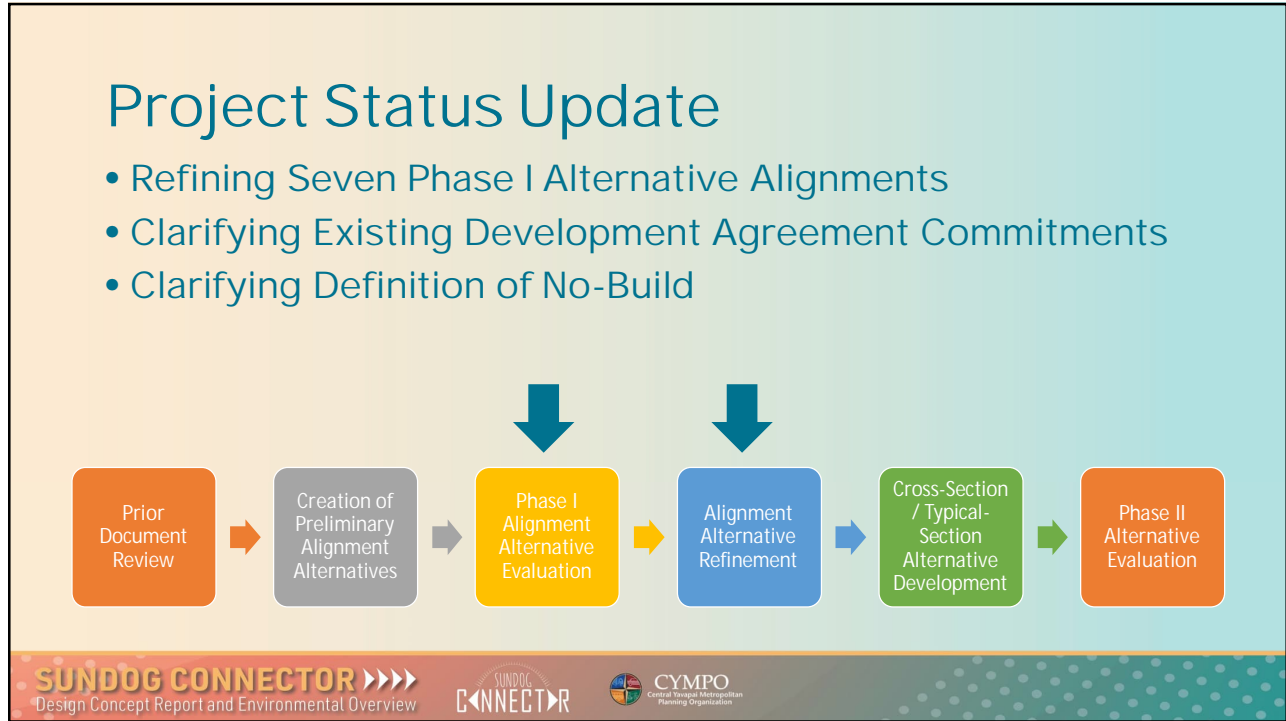 Project Status Update
• Refining Seven Phase I Alternative Alignments
• Clarifying Existing Development Agreement Commitments
• Clarifying Definition of No-Build
Prior
Document
Review
Creation of
Preliminary
Alignment
Alternatives
Phase I
Alignment
Alternative
Evaluation
Alignment
Alternative
Refinement
Cross-Section
/ Typical-
Section
Alternative
Development
Phase II
Alternative
Evaluation
SUNDOG CONNECTOR
Design Concept Report and Environmental Overview
SUNDOG
CONNECTOR
CYMPO
Central Yavapai Metropolitan
Planning Organization